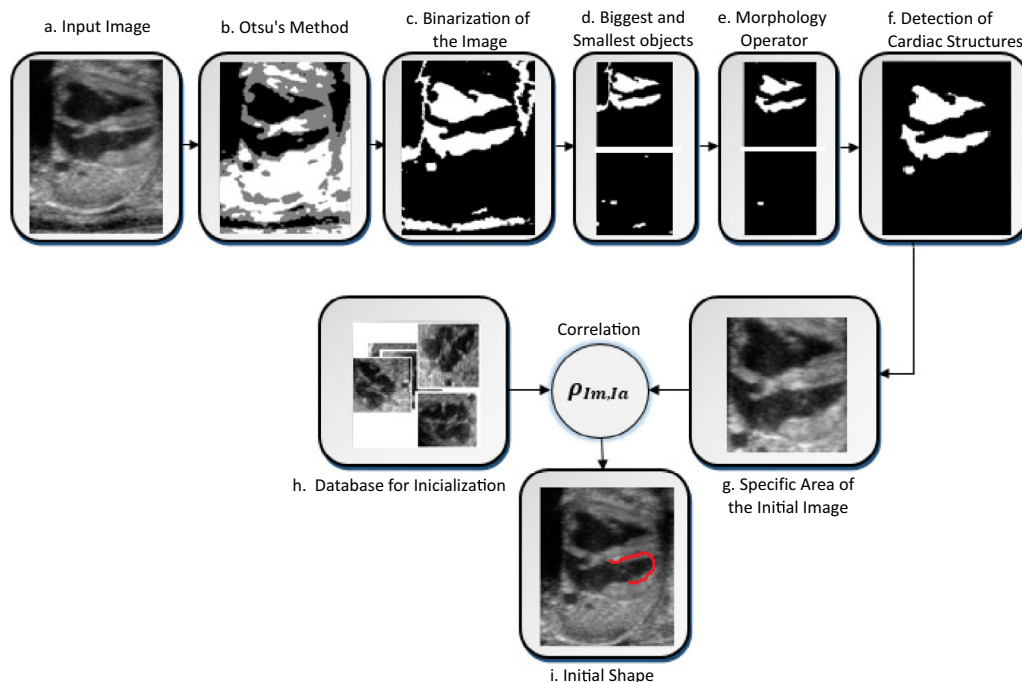 a. Input Image
b. Otsu's Method
c. Binarization of
the Image
d. Biggest and
Smallest objects
e. Morphology
Operator
f. Detection of
Cardiac Structures
Correlation
ρIm,Ia
h. Database for Inicialization
g. Specific Area of
the Initial Image
i. Initial Shape